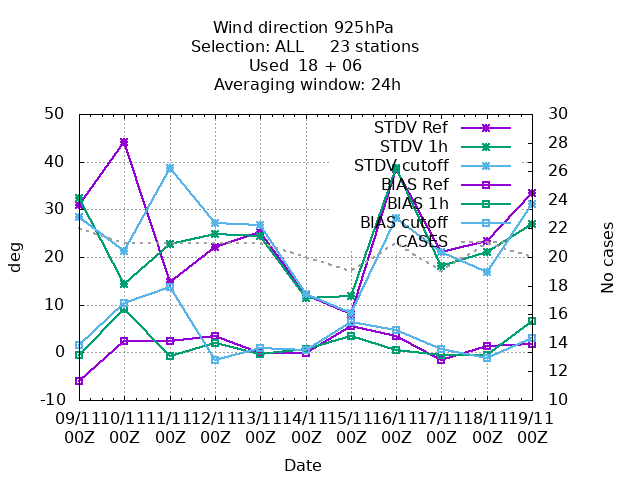 Wind direction 925hPa
Selection: ALL 23 stations
Used 18 + 06
Averaging window: 24h
50 30
28
40
26
24
30
22
20
20
18
10
16
14
0
12
-10 10
STDV Ref
STDV 1h
STDV cutoff
BIAS Ref
BIAS 1h
BIAS cutoff
CASES
deg
No cases
09/11 10/11 11/11 12/11 13/11 14/11 15/11 16/11 17/11 18/11 19/11
00Z 00Z 00Z 00Z 00Z 00Z 00Z 00Z 00Z 00Z 00Z
Date